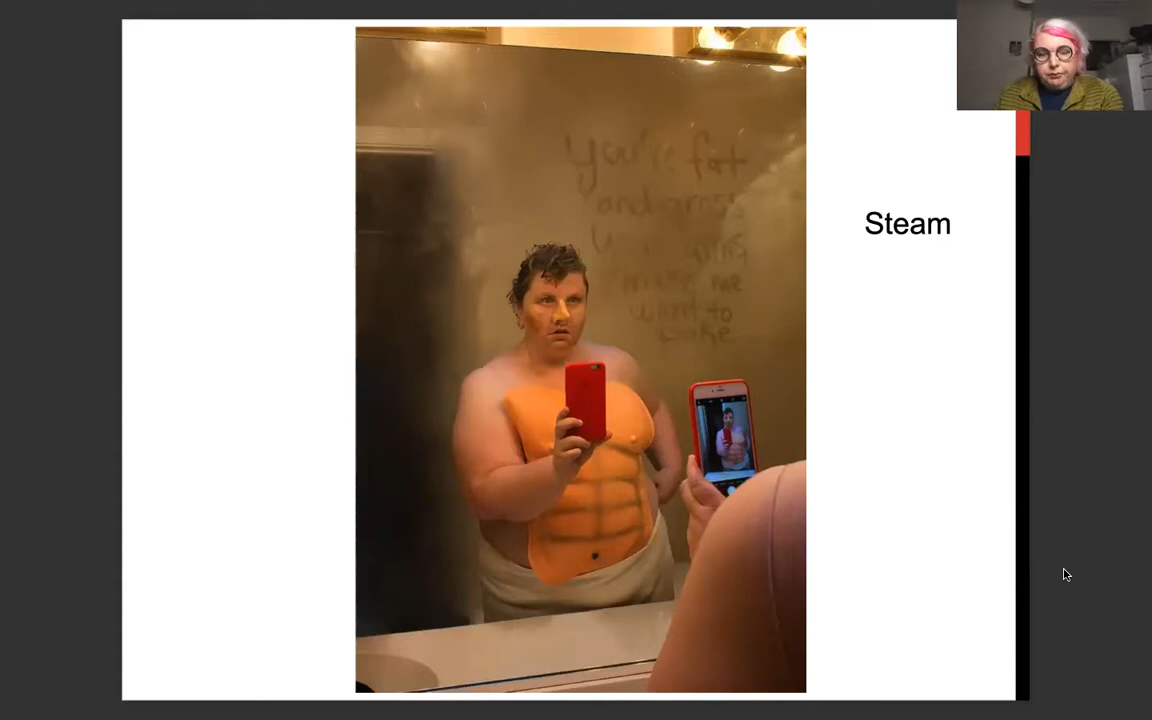 you're fat
and gross
make me
want to
puke
Steam